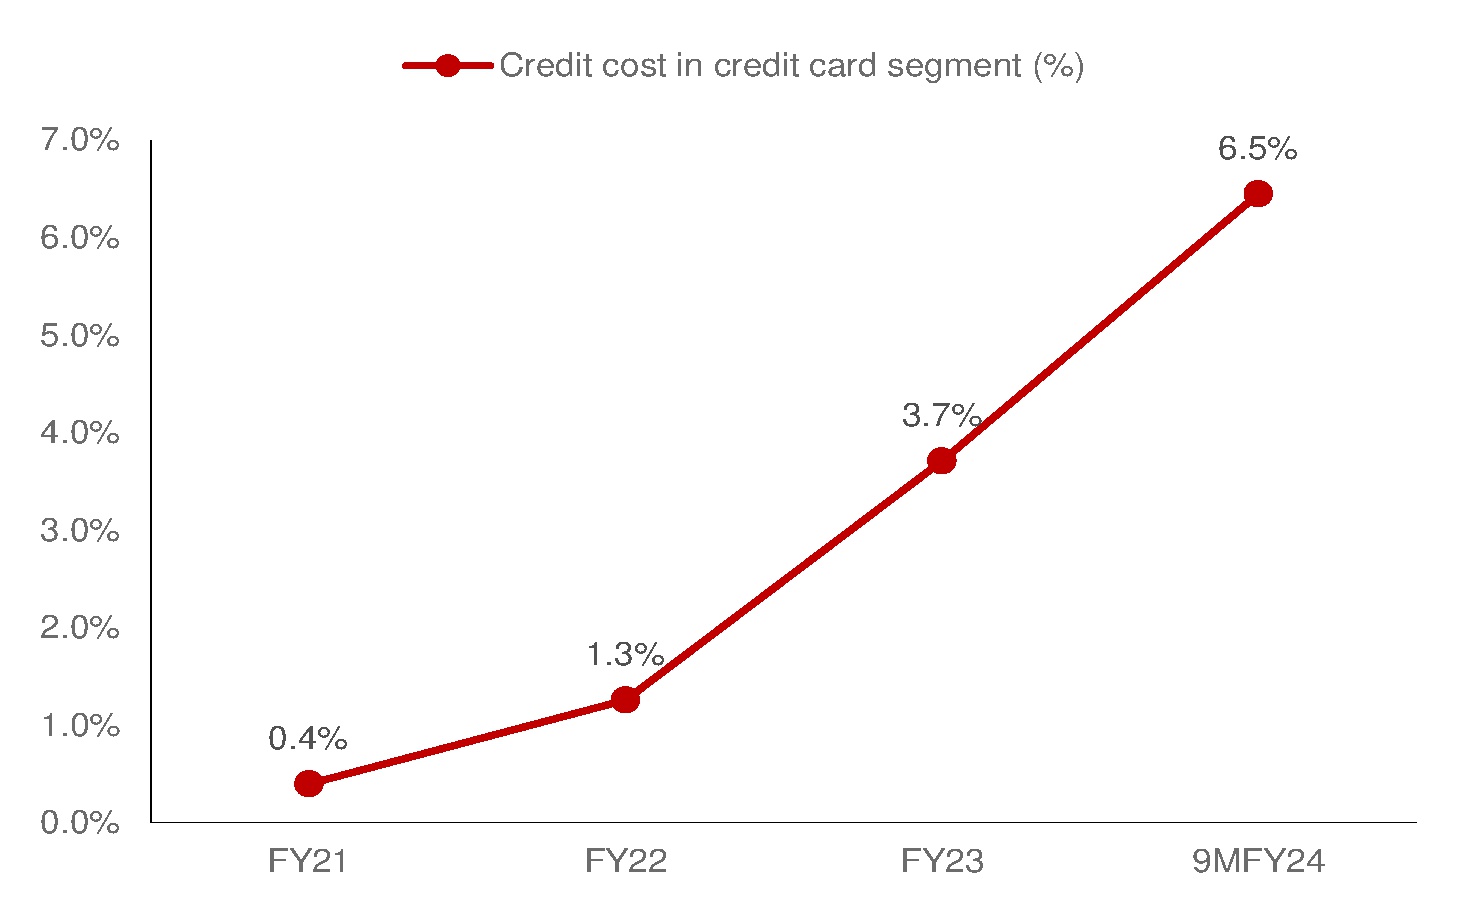 Credit cost in credit card segment (%)
7.0%
6.0%
5.0%
4.0%
3.0%
2.0%
1.0%
0.0%
0.4%
1.3%
3.7%
6.5%
FY21
FY22
FY23
9MFY24